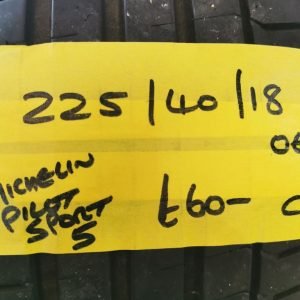 225/40/18
MICHELIN
PILOT
SPORT
5
£60-